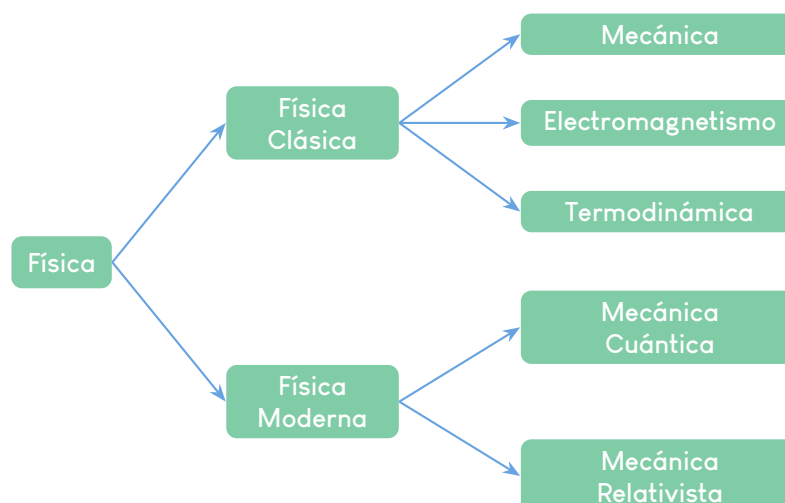 Física
Física
Clásica
Mecánica
Electromagnetismo
Termodinámica
Física
Moderna
Mecánica
Cuántica
Mecánica
Relativista